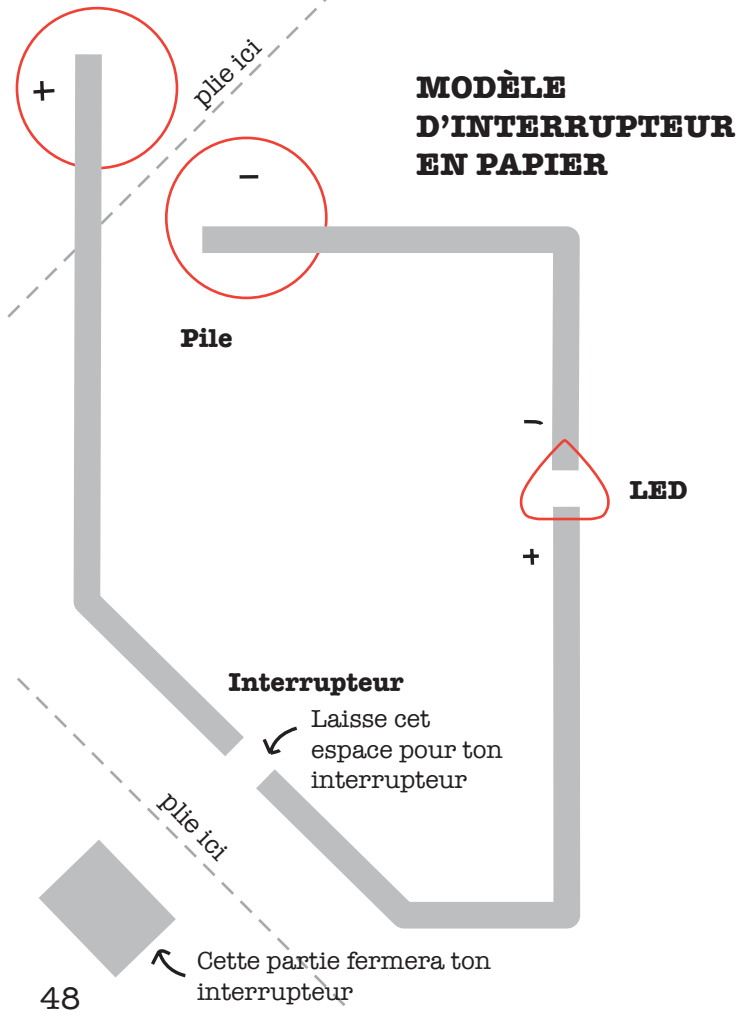 +
plie ici
MODÈLE
D'INTERRUPTEUR
EN PAPIER
–
Pile
–
LED
+
Interrupteur
Laisse cet
espace pour ton
interrupteur
plie ici
Cette partie fermera ton
interrupteur
48